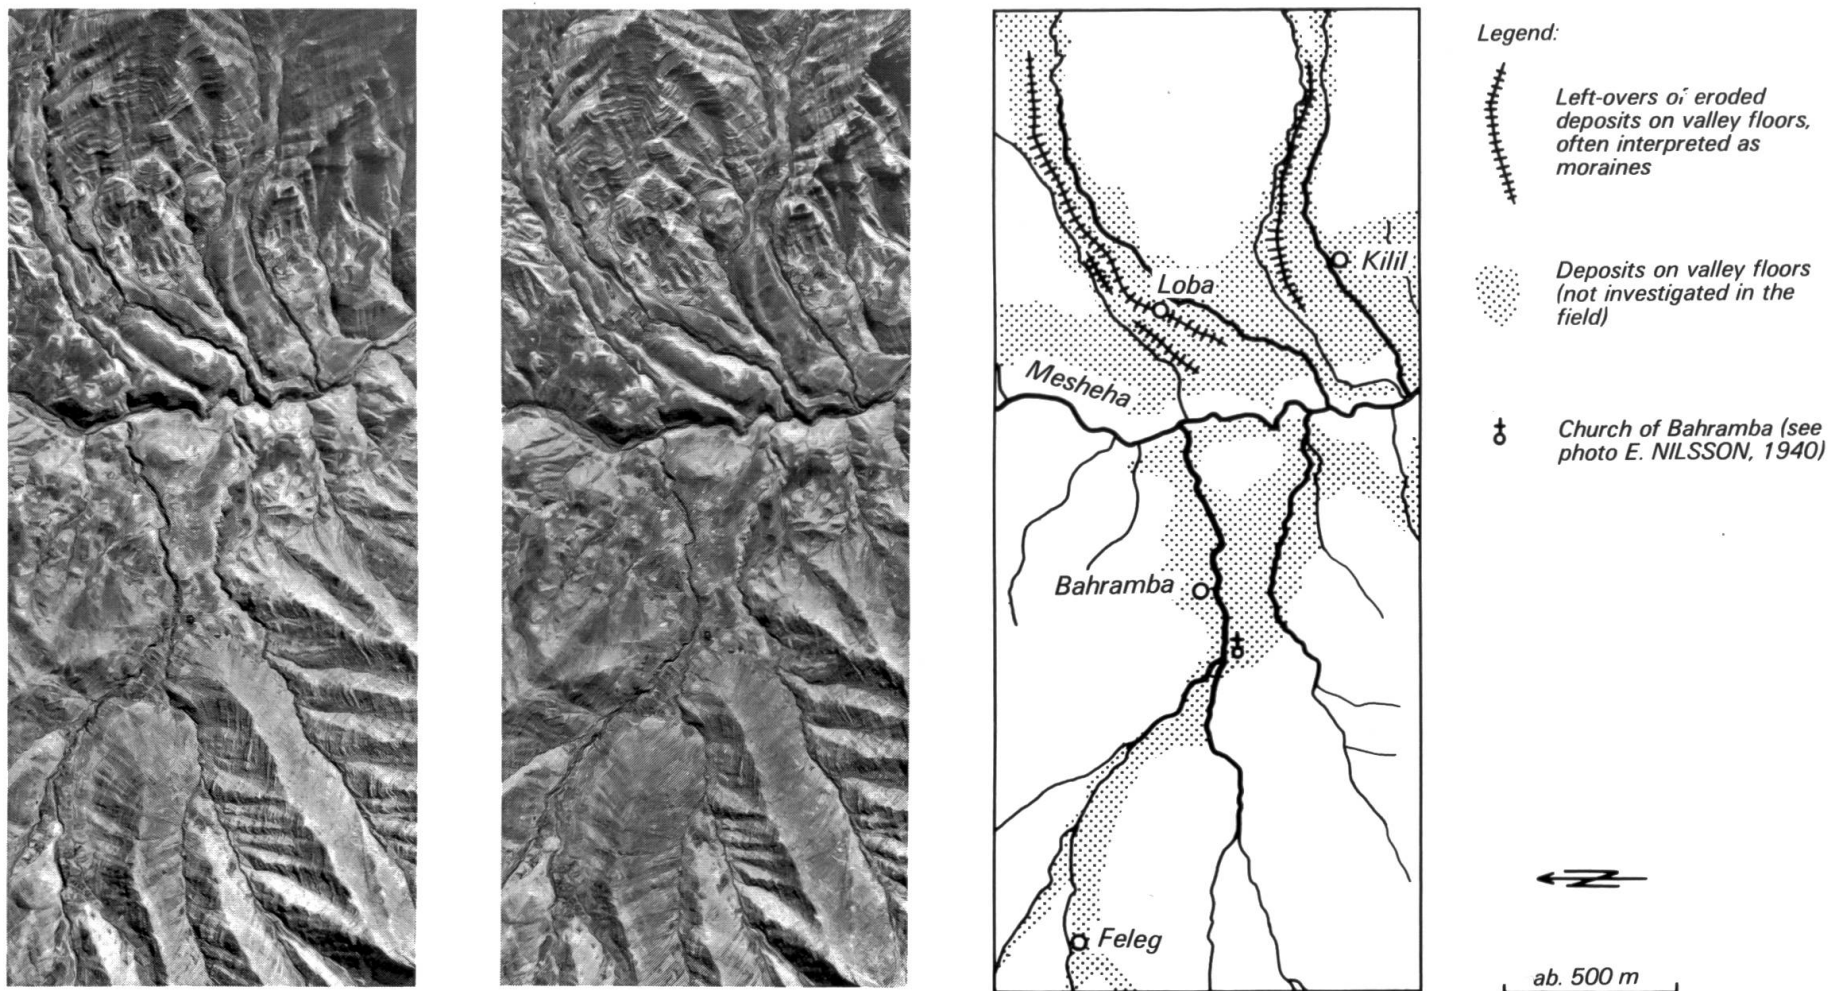 Legend:
Left-overs of eroded
deposits on valley floors,
often interpreted as
moraines
Kilil
Deposits on valley floors
(not investigated in the
field)
Loba
Mesheha
Church of Bahramba (see
photo E. NILSSON, 1940)
Bahramba
Feleg
ab. 500 m